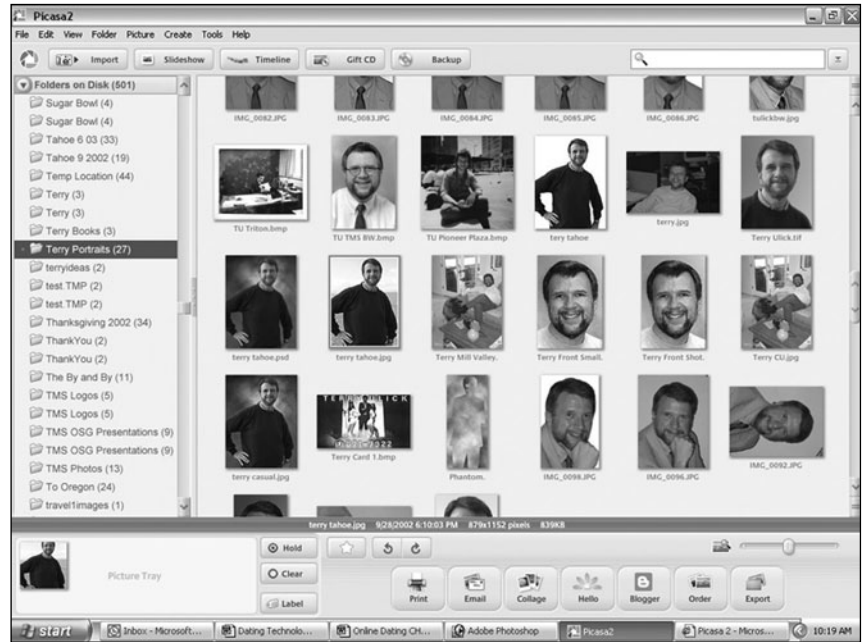 Picasa2
File Edit View Folder Picture Create Tools Help
Import Slideshow Timeline Gift CD Backup
Folders on Disk (501)
Sugar Bowl (4)
Sugar Bowl (4)
Tahoe 6 03 (33)
Tahoe 9 2002 (19)
Temp Location (44)
Terry (3)
Terry (3)
Terry Books (3)
Terry Portraits (27)
terryideas (2)
test.TMP (2)
test.TMP (2)
Thanksgiving 2002 (34)
ThankYou (2)
ThankYou (2)
The By and By (11)
TMS Logos (5)
TMS Logos (5)
TMS OSG Presentations (9)
TMS OSG Presentations (9)
TMS Photos (13)
To Oregon (24)
travel1images (1)
IMG_0082.JPG IMG_0083.JPG IMG_0084.JPG IMG_0085.JPG IMG_0086.JPG tulickbw.jpg
TU Triton.bmp TU TMS BW.bmp TU Pioneer Plaza.bmp tery tahoe terry.jpg Terry Ulick.tif
terry tahoe.psd terry tahoe.jpg Terry Mill Valley. Terry Front Small. Terry Front Shot. Terry CU.jpg
TERRY ULICK
terry casual.jpg Terry Card 1.bmp Phantom. IMG_0098.JPG IMG_0096.JPG IMG_0092.JPG
terry tahoe.jpg 9/28/2002 6:10:03 PM 879x1152 pixels 839KB
Picture Tray
Hold
Clear
Label
Print Email Collage Hello Blogger Order Export
start Inbox - Microsoft... Dating Technolo... Online Dating CH... Adobe Photoshop Picasa2 Picasa 2 - Micros... 10:19 AM